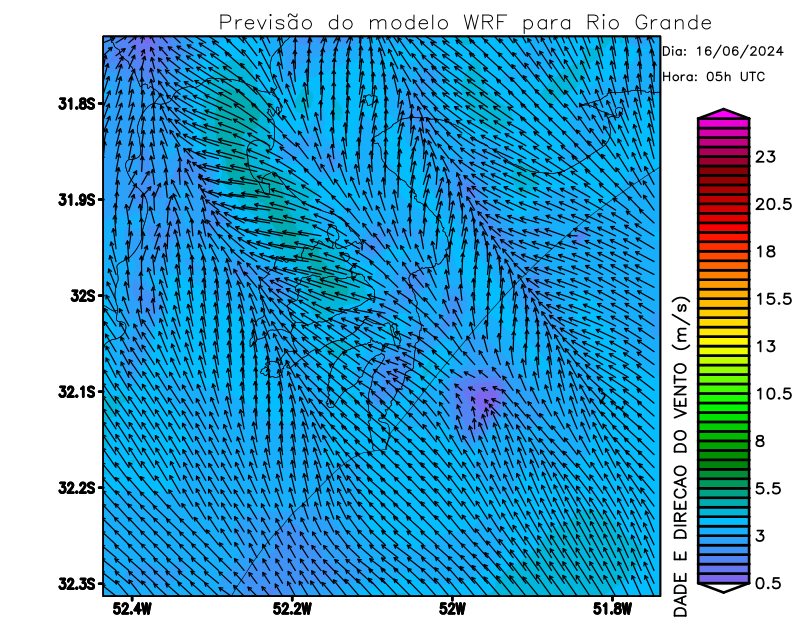 Previsão do modelo WRF para Rio Grande
Dia: 16/06/2024
Hora: 05h UTC
31.8S
31.9S
32S
32.1S
32.2S
32.3S
52.4W
52.2W
52W
51.8W
23
20.5
18
15.5
13
10.5
8
5.5
3
0.5
DADE E DIRECAO DO VENTO (m/s)